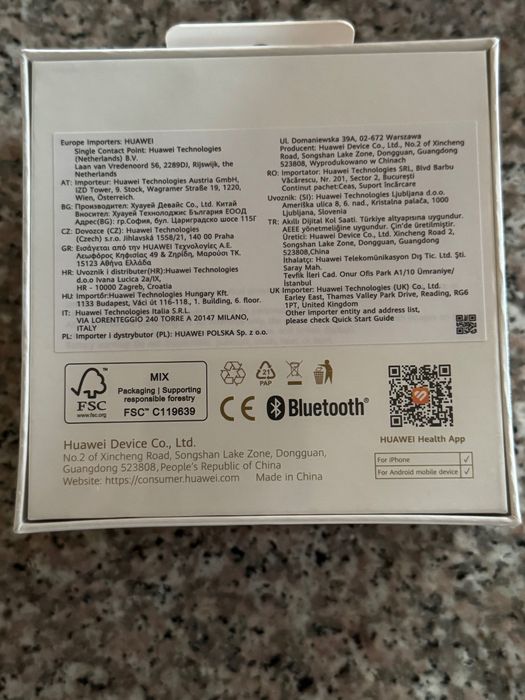 Europe Importers: HUAWEI
Single Contact Point: Huawei Technologies
(Netherlands) B.V.
Laan van Vredenoord 56, 2289DJ, Rijswijk, the
Netherlands
AT: Importeur: Huawei Technologies Austria GmbH,
IZD Tower, 9. Stock, Wagramer Straße 19, 1220,
Wien, Österreich.
BG: Производител: Хуауей Девайс Со., Ltd. Китай
Вносител: Хуауей Технолоджис България ЕООД
Адрес(BG): гр.София, бул. Цариградско шосе 115Г
CZ: Dovozce (CZ): Huawei Technologies
(Czech) s.r.o. Jihlavská 1558/21, 140 00 Praha
GR: Εισάγεται από την HUAWEI Τεχνολογίες Α.Ε.
Λεωφόρος Κηφισίας 49 & Ζηρίδη, Μαρούσι ΤΚ.
15123 Αθήνα Ελλάδα
HR: Uvoznik i distributer(HR):Huawei Technologies
d.o.o Ivana Lucica 2a/IX,
HR - 10000 Zagreb, Croatia
HU: Importőr:Huawei Technologies Hungary Kft.
1133 Budapest, Váci út 116-118, 1. Building, 6. floor.
IT: Huawei Technologies Italia S.R.L.
VIA LORENTEGGIO 240 TORRE A 20147 MILANO,
ITALY
PL: Importer i dystrybutor (PL): HUAWEI POLSKA Sp. z o.o.
Ul. Domaniewska 39A, 02-672 Warszawa
Producent: Huawei Device Co., Ltd., No.2 of Xincheng
Road, Songshan Lake Zone, Dongguan, Guangdong
523808, Wyprodukowano w Chinach
RO: Importator: Huawei Technologies SRL, Blvd Barbu
Văcărescu, Nr. 201, Sector 2, București
Continut pachet:Ceas, Suport încărcare
Uvoznik: (SI): Huawei Technologies Ljubljana d.o.o.
Ameriška ulica 8, 6. nad., Kristalna palača, 1000
Ljubljana, Slovenia
TR: Akıllı Dijital Kol Saati. Türkiye altyapısına uygundur.
AEEE yönetmeliğine uygundur. Çin'de üretilmiştir.
Üretici: Huawei Device Co., Ltd. Xincheng Road 2,
Songshan Lake Zone, Dongguan, Guangdong
523808,China
İthalatçı: Huawei Telekomünikasyon Dış Tic. Ltd. Şti.
Saray Mah.
Tevfik Ileri Cad. Onur Ofis Park A1/10 Ümraniye/
İstanbul
UK Importer: Huawei Technologies (UK) Co., Ltd.
Earley East, Thames Valley Park Drive, Reading, RG6
1PT, United Kingdom
Other Importer entity and address list,
please check Quick Start Guide
FSC
www.fsc.org
MIX
Packaging | Supporting
responsible forestry
FSC™ C119639
21
PAP
CE
Bluetooth®
HUAWEI Health App
For iPhone ✓
For Android mobile device ✓
Huawei Device Co., Ltd.
No.2 of Xincheng Road, Songshan Lake Zone, Dongguan,
Guangdong 523808,People's Republic of China
Website: https://consumer.huawei.com Made in China